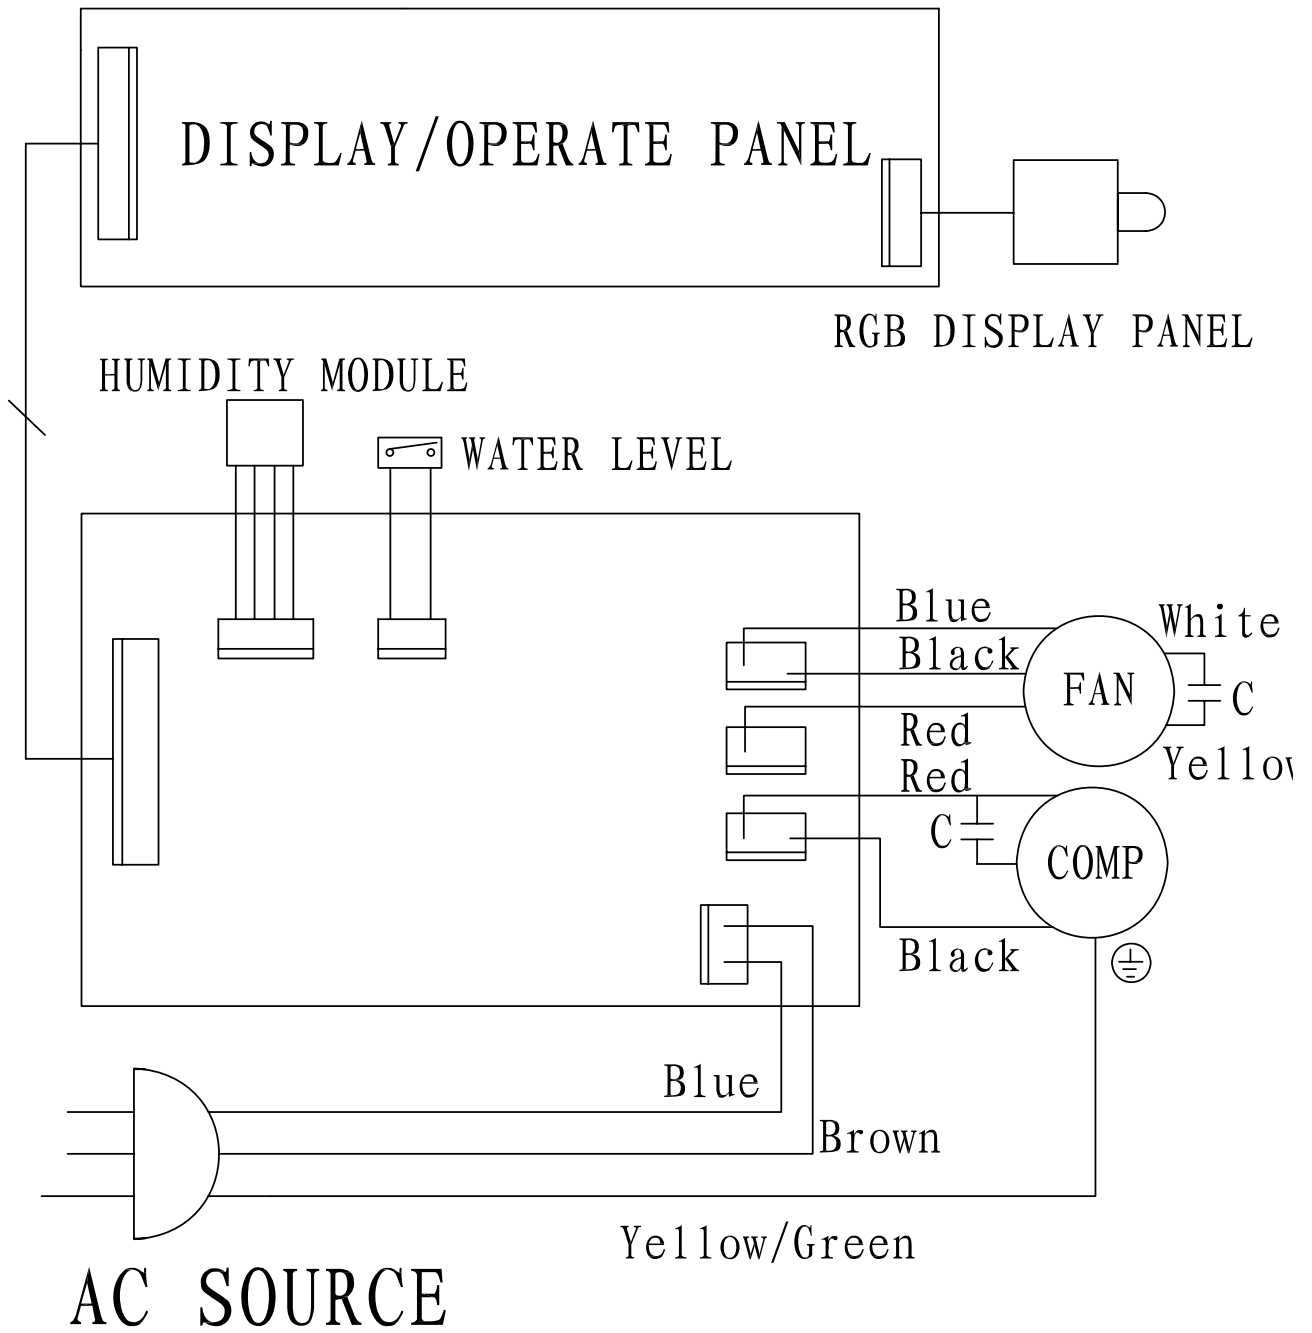 DISPLAY/OPERATE PANEL
RGB DISPLAY PANEL
HUMIDITY MODULE
WATER LEVEL
Blue
White
Black
FAN
C
Red
Yellow
Red
C
COMP
Black
Blue
Brown
Yellow/Green
AC SOURCE